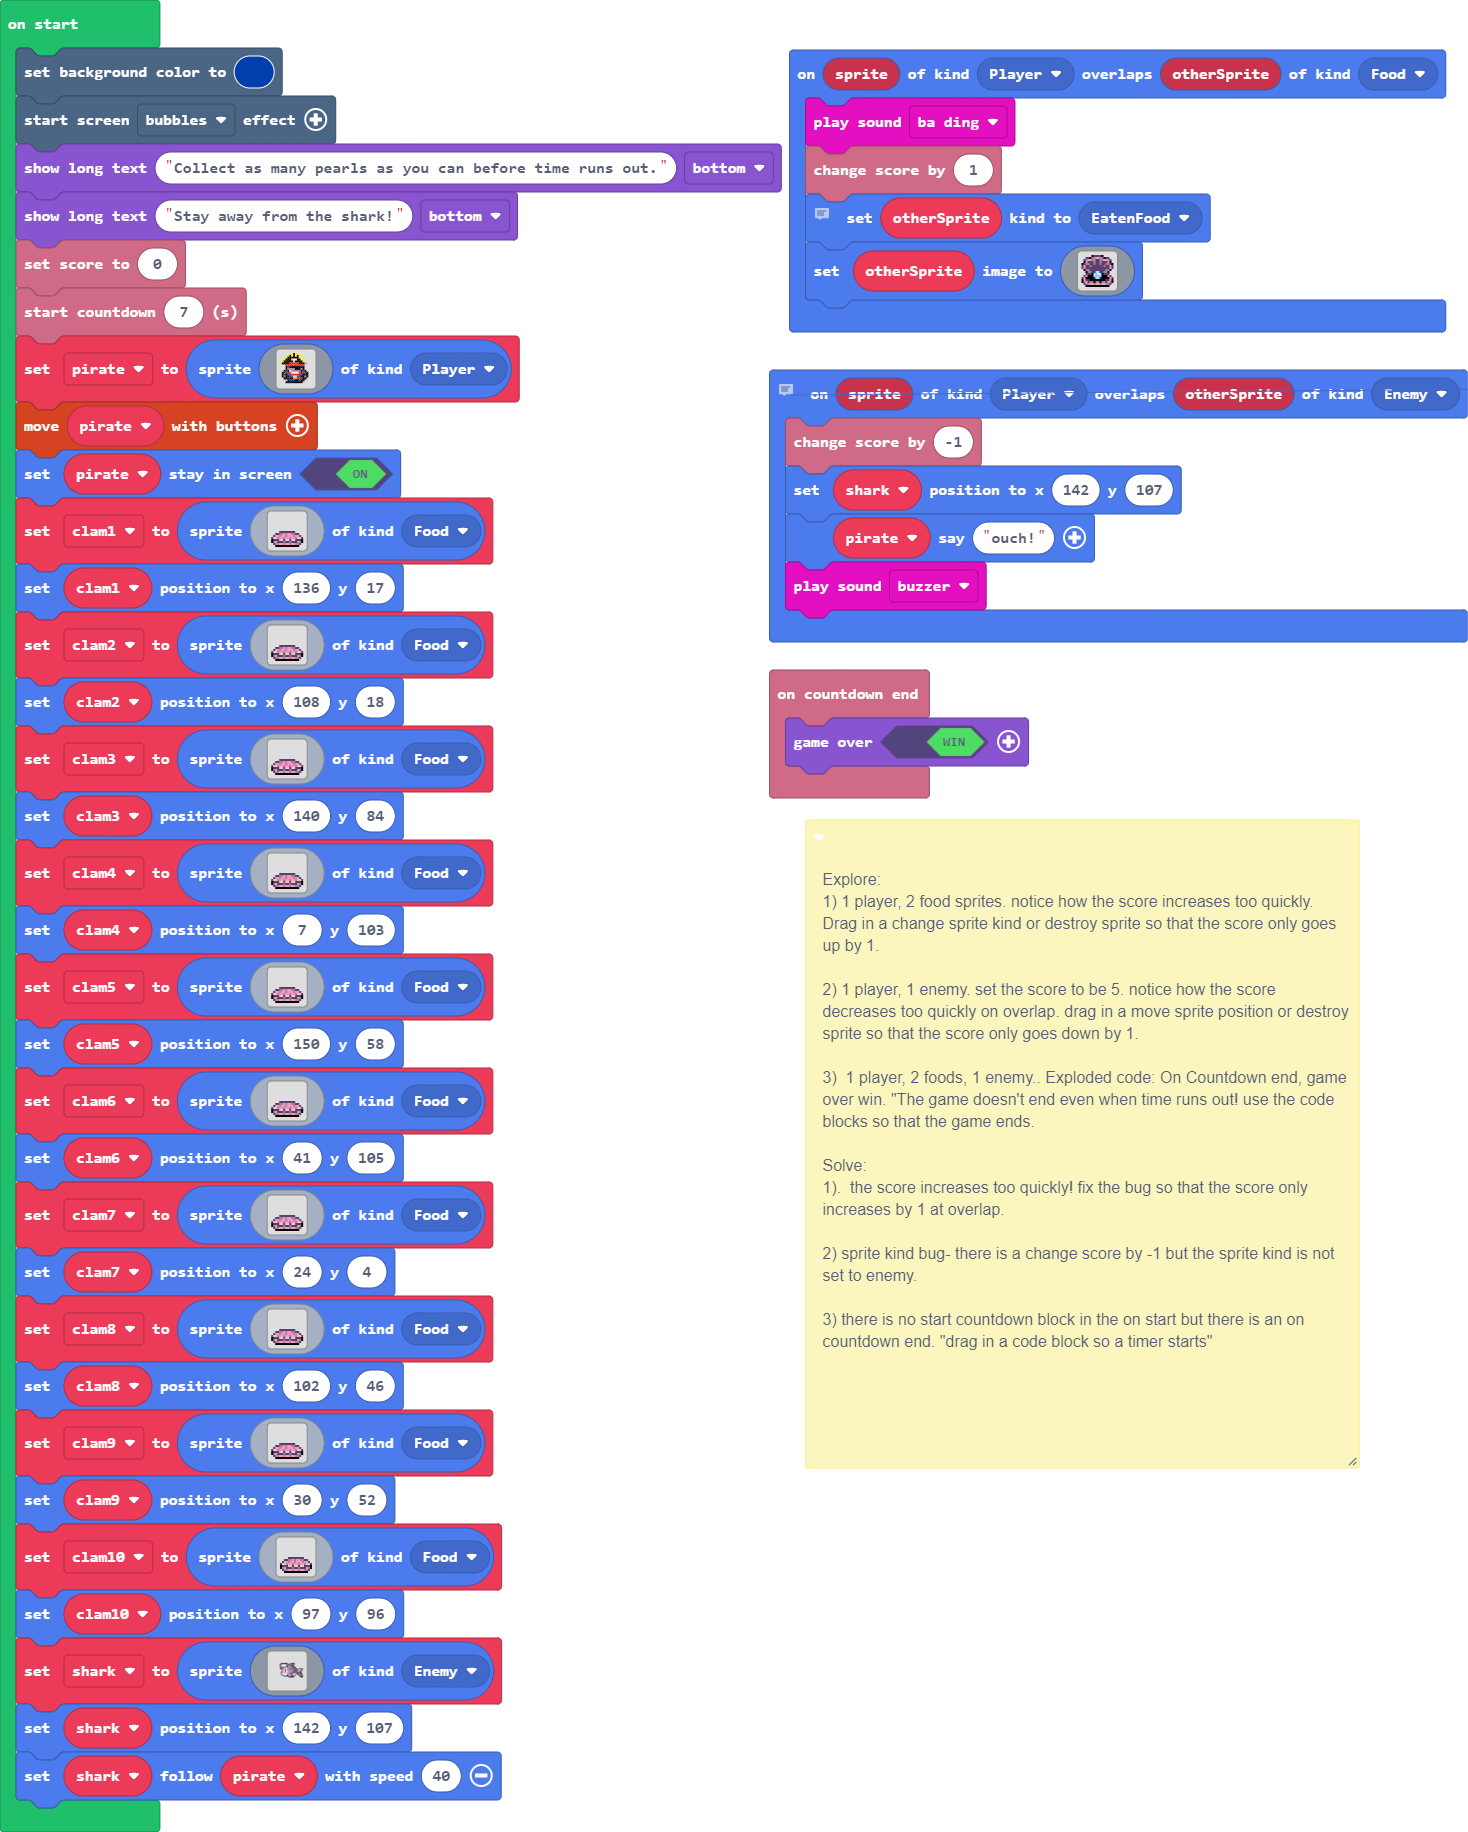 on start
set background color to
start screen bubbles effect
show long text "Collect as many pearls as you can before time runs out." bottom
show long text "Stay away from the shark!" bottom
set score to 0
start countdown 7 (s)
set pirate to sprite of kind Player
move pirate with buttons
set pirate stay in screen ON
set clam1 to sprite of kind Food
set clam1 position to x 136 y 17
set clam2 to sprite of kind Food
set clam2 position to x 108 y 18
set clam3 to sprite of kind Food
set clam3 position to x 140 y 84
set clam4 to sprite of kind Food
set clam4 position to x 7 y 103
set clam5 to sprite of kind Food
set clam5 position to x 150 y 58
set clam6 to sprite of kind Food
set clam6 position to x 41 y 105
set clam7 to sprite of kind Food
set clam7 position to x 24 y 4
set clam8 to sprite of kind Food
set clam8 position to x 102 y 46
set clam9 to sprite of kind Food
set clam9 position to x 30 y 52
set clam10 to sprite of kind Food
set clam10 position to x 97 y 96
set shark to sprite of kind Enemy
set shark position to x 142 y 107
set shark follow pirate with speed 40
on sprite of kind Player overlaps otherSprite of kind Food
play sound ba ding
change score by 1
set otherSprite kind to EatenFood
set otherSprite image to
on sprite of kind Player overlaps otherSprite of kind Enemy
change score by -1
set shark position to x 142 y 107
pirate say "ouch!"
play sound buzzer
on countdown end
game over WIN
Explore:
1) 1 player, 2 food sprites. notice how the score increases too quickly.
Drag in a change sprite kind or destroy sprite so that the score only goes
up by 1.
2) 1 player, 1 enemy. set the score to be 5. notice how the score
decreases too quickly on overlap. drag in a move sprite position or destroy
sprite so that the score only goes down by 1.
3) 1 player, 2 foods, 1 enemy.. Exploded code: On Countdown end, game
over win. "The game doesn't end even when time runs out! use the code
blocks so that the game ends.
Solve:
1). the score increases too quickly! fix the bug so that the score only
increases by 1 at overlap.
2) sprite kind bug- there is a change score by -1 but the sprite kind is not
set to enemy.
3) there is no start countdown block in the on start but there is an on
countdown end. "drag in a code block so a timer starts"